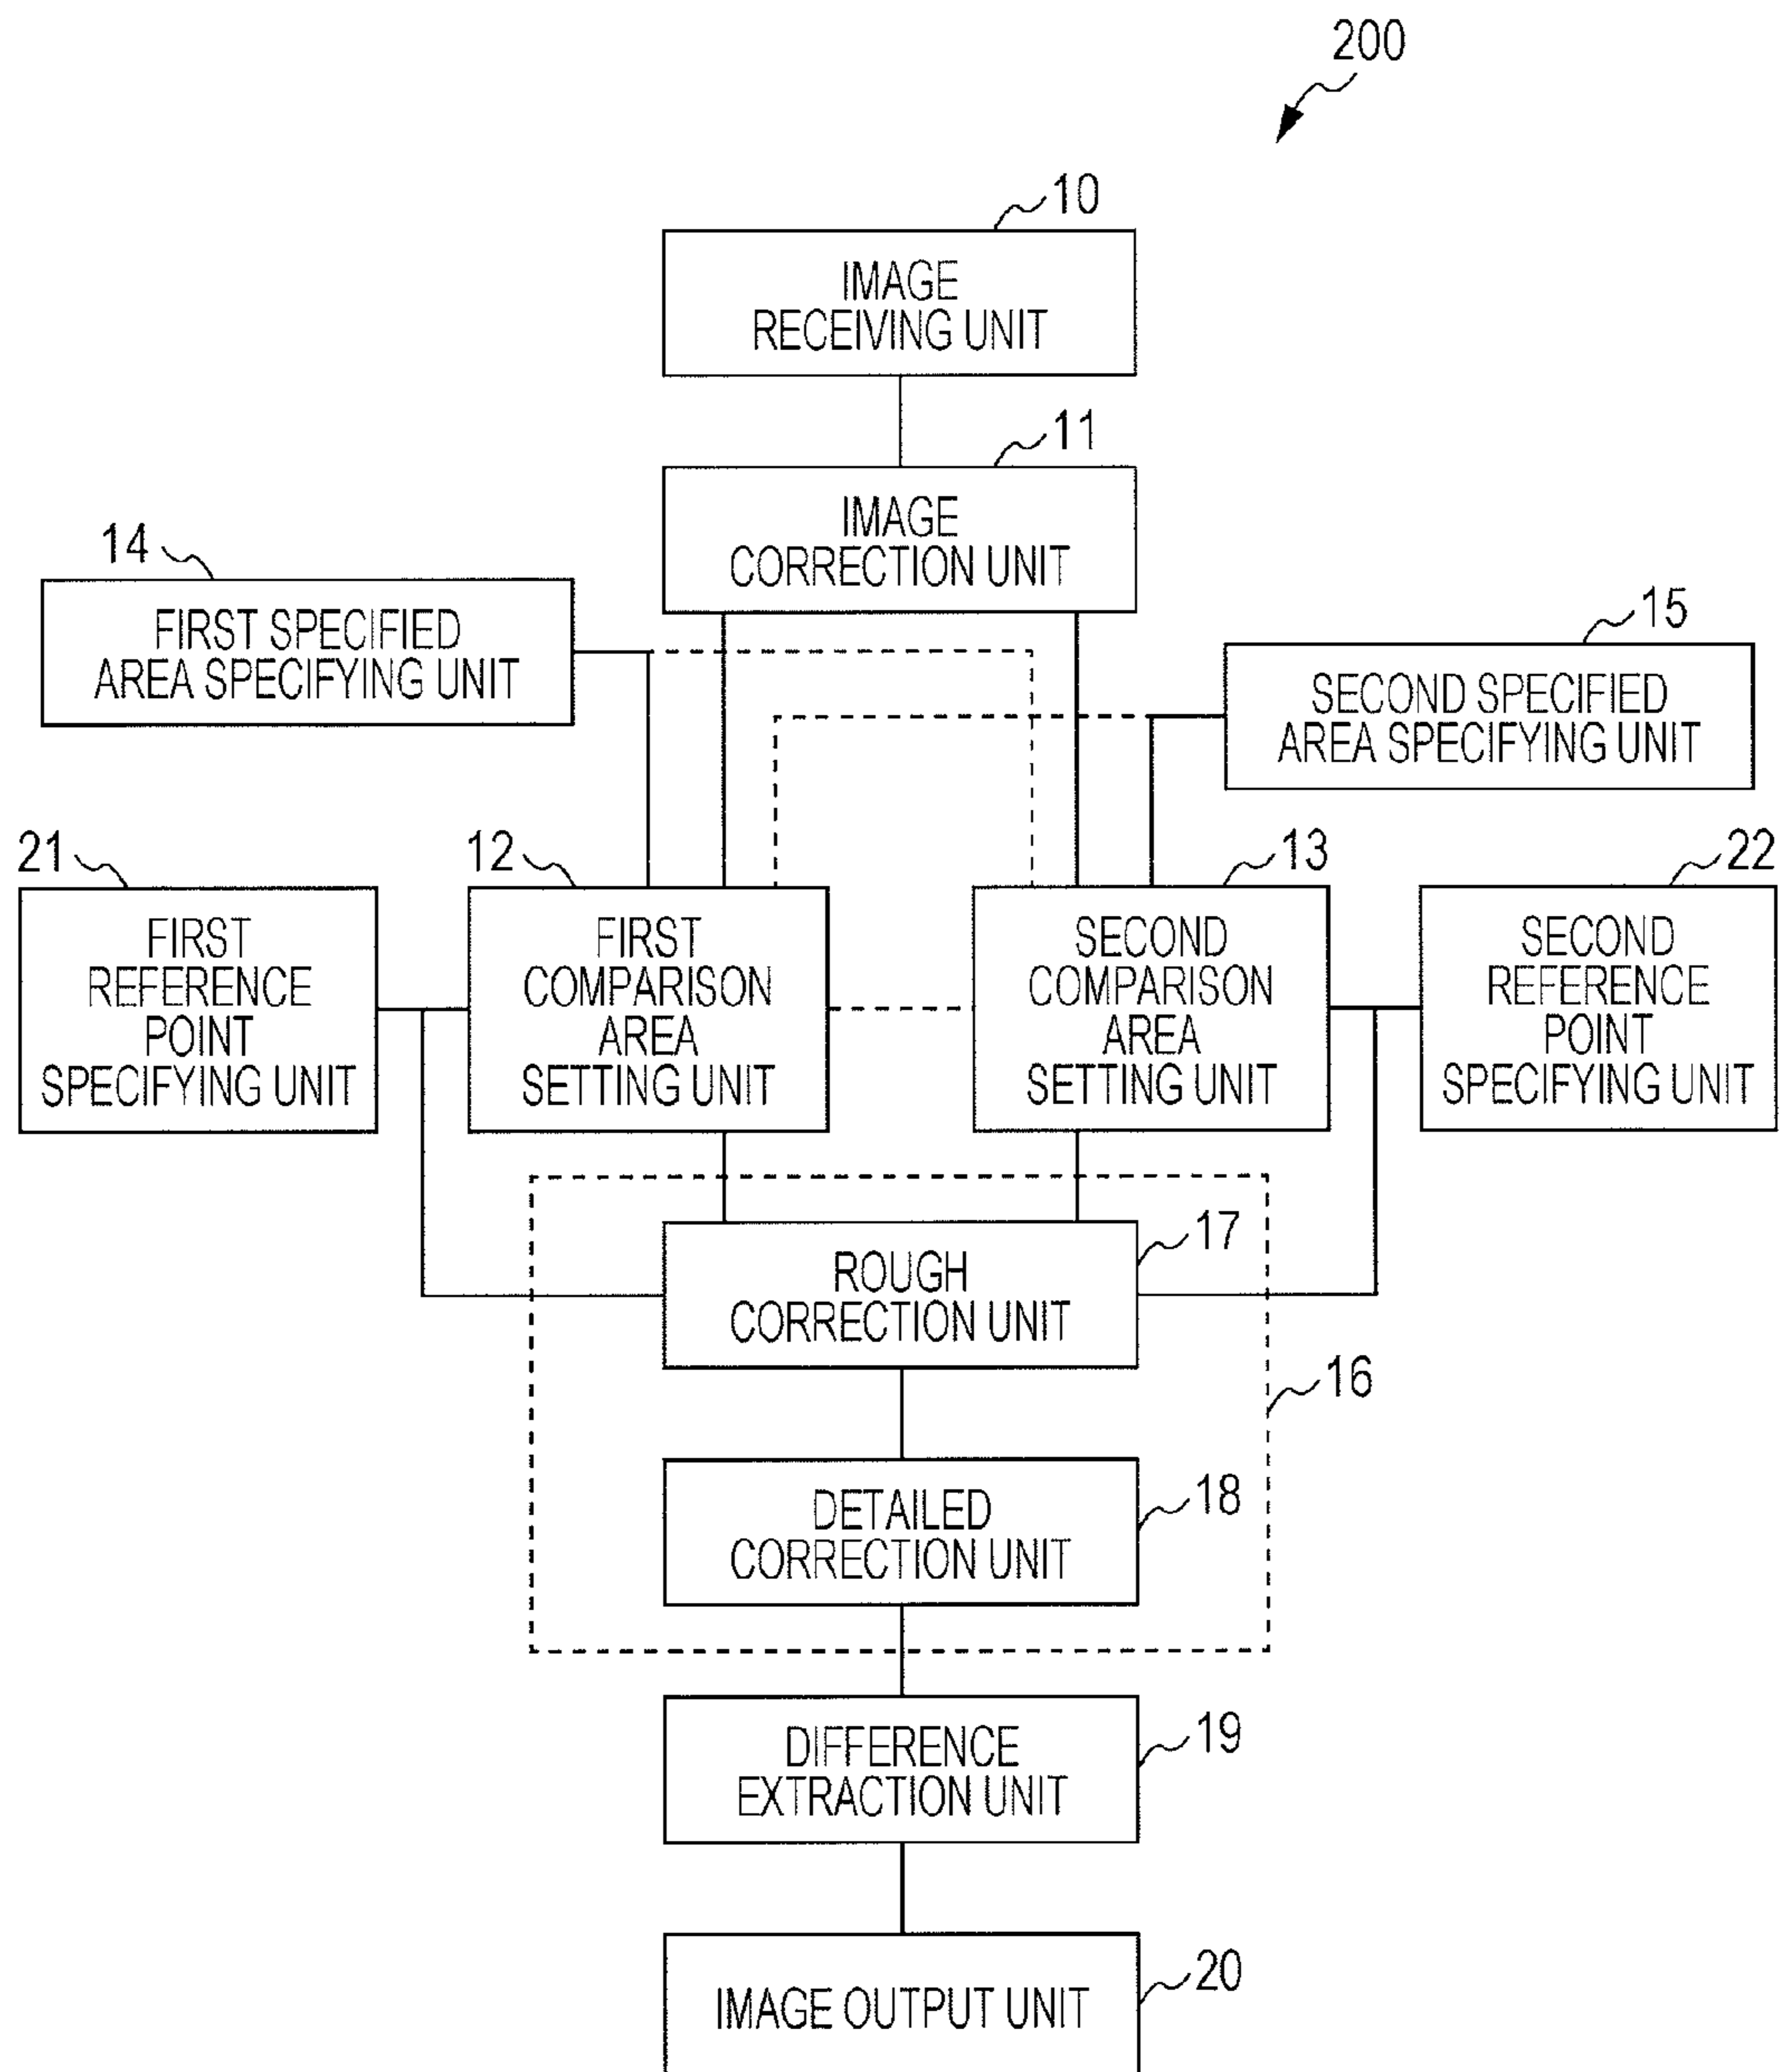 200
10
IMAGE
RECEIVING UNIT
11
IMAGE
CORRECTION UNIT
14
FIRST SPECIFIED
AREA SPECIFYING UNIT
15
SECOND SPECIFIED
AREA SPECIFYING UNIT
21
FIRST
REFERENCE
POINT
SPECIFYING UNIT
12
FIRST
COMPARISON
AREA
SETTING UNIT
13
SECOND
COMPARISON
AREA
SETTING UNIT
22
SECOND
REFERENCE
POINT
SPECIFYING UNIT
17
ROUGH
CORRECTION UNIT
16
18
DETAILED
CORRECTION UNIT
19
DIFFERENCE
EXTRACTION UNIT
20
IMAGE OUTPUT UNIT